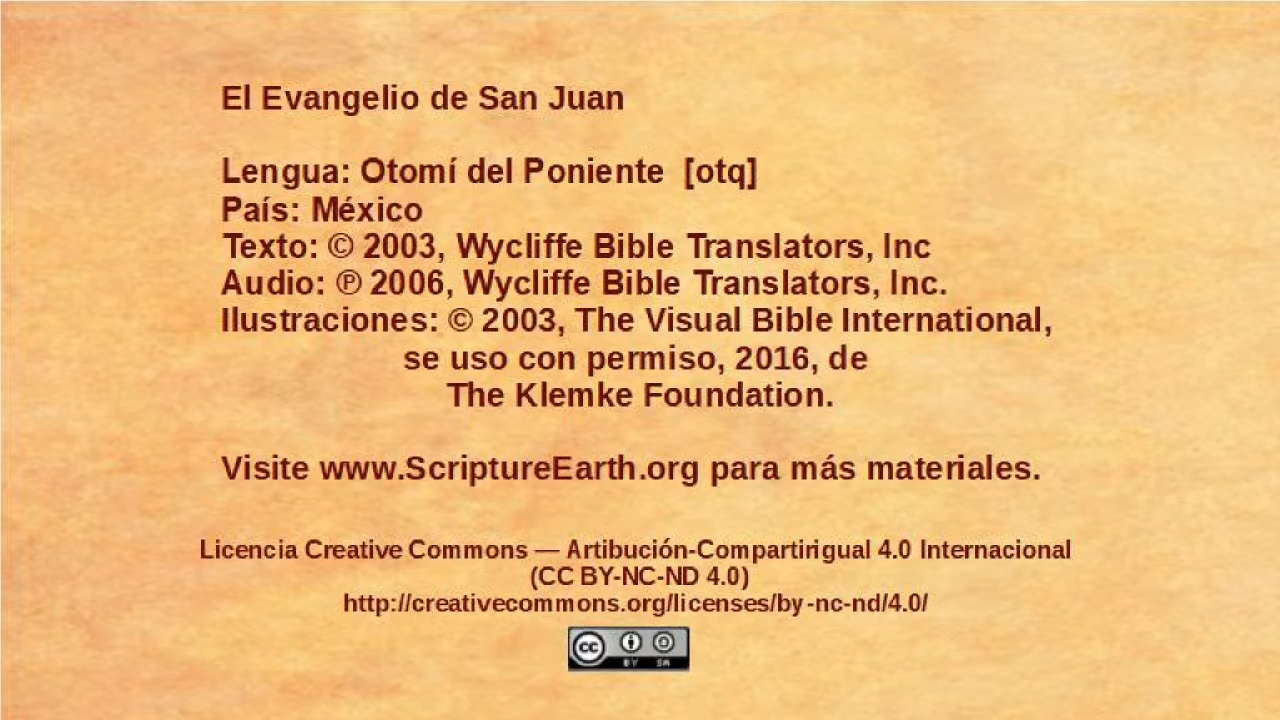 El Evangelio de San Juan
Lengua: Otomí del Poniente [otq]
País: México
Texto: © 2003, Wycliffe Bible Translators, Inc
Audio: ℗ 2006, Wycliffe Bible Translators, Inc.
Ilustraciones: © 2003, The Visual Bible International,
se uso con permiso, 2016, de
The Klemke Foundation.
Visite www.ScriptureEarth.org para más materiales.
Licencia Creative Commons — Artibución-Compartirigual 4.0 Internacional
(CC BY-NC-ND 4.0)
http://creativecommons.org/licenses/by-nc-nd/4.0/
cc BY SA